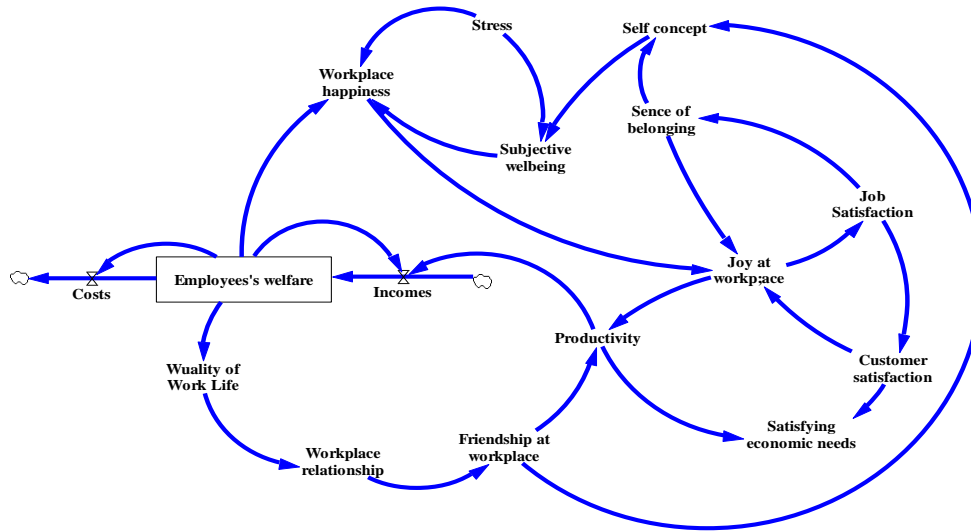 Stress
Self concept
Workplace
happiness
Sence of
belonging
Subjective
welbeing
Job
Satisfaction
Employees's welfare
Costs
Incomes
Joy at
workp;ace
Productivity
Wuality of
Work Life
Customer
satisfaction
Satisfying
economic needs
Workplace
relationship
Friendship at
workplace